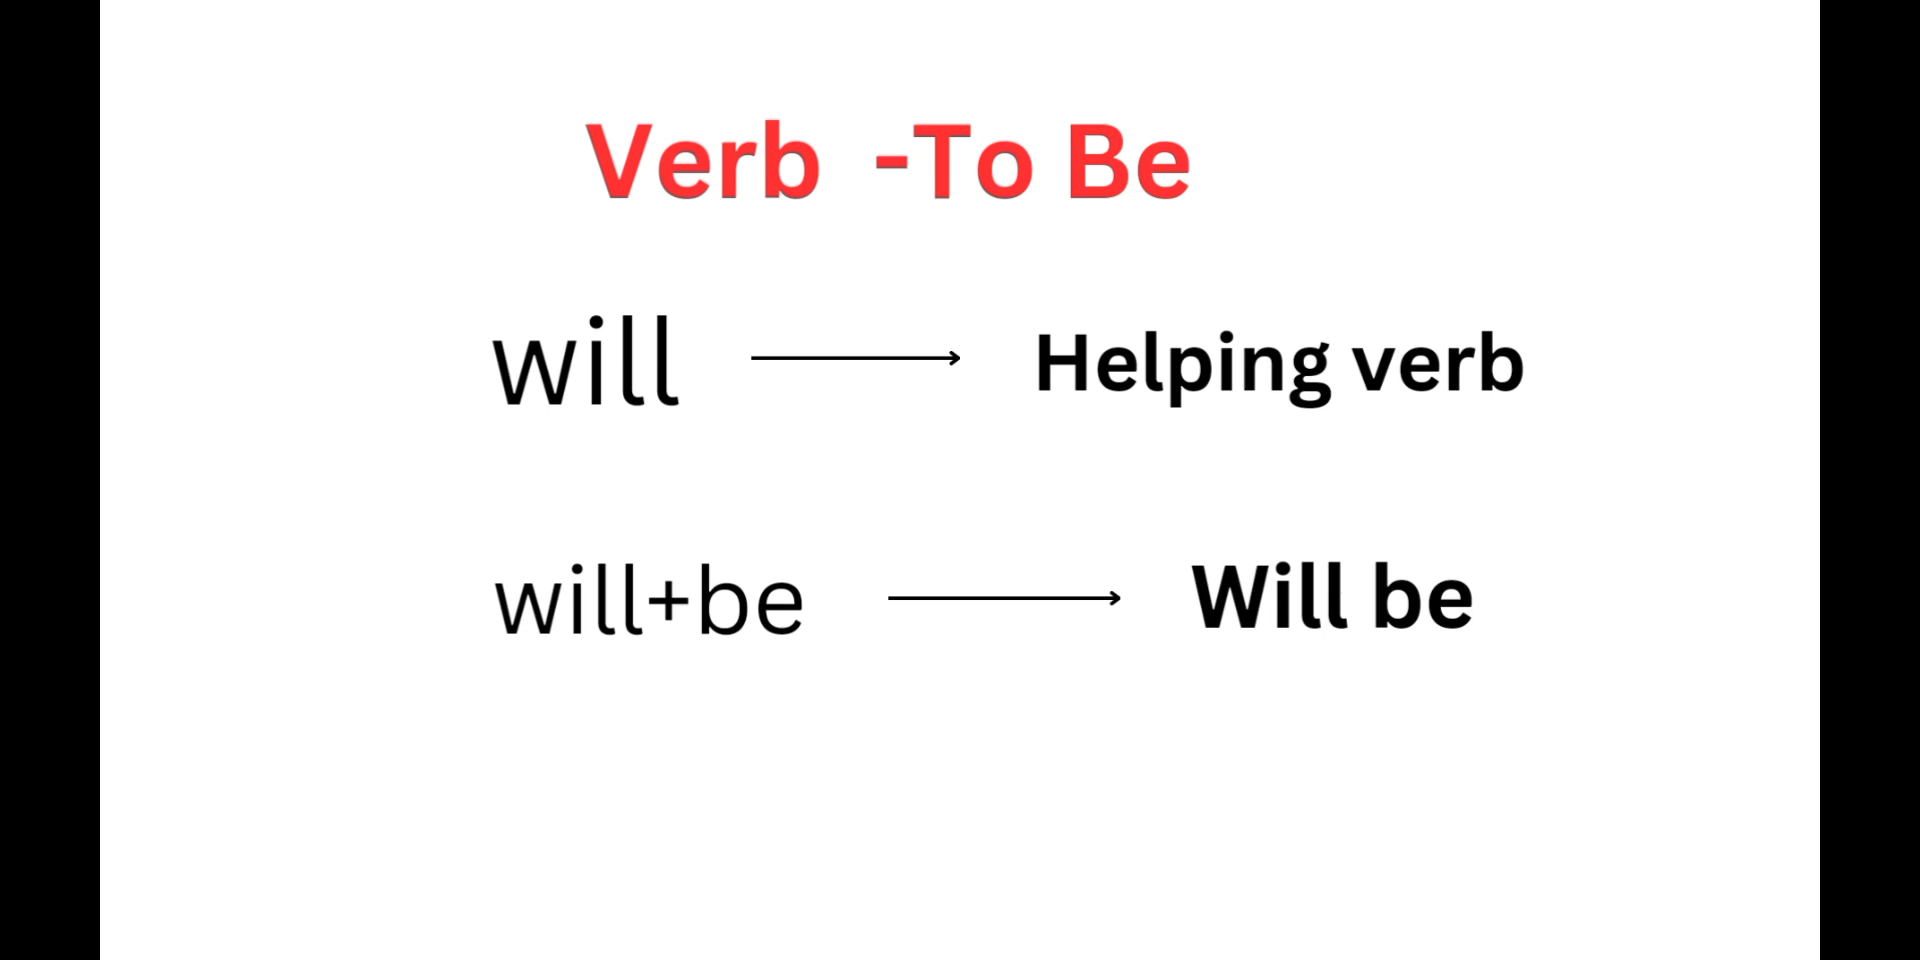 Verb -To Be
will → Helping verb
will+be → Will be